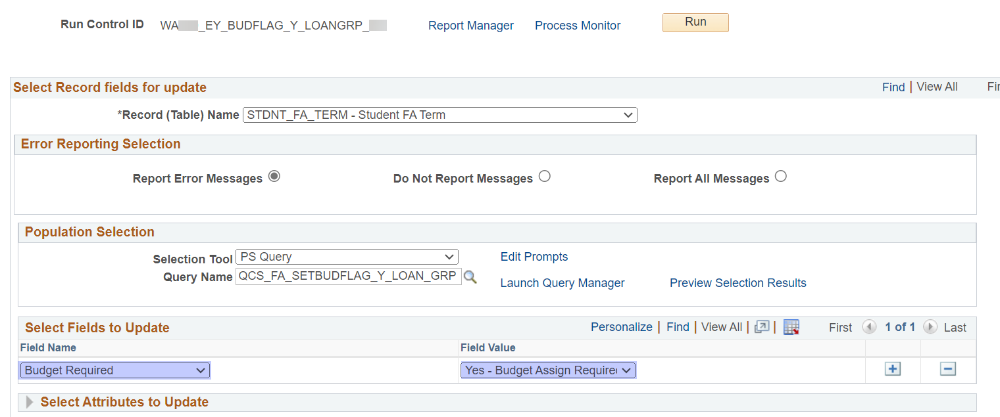 Run Control ID WA _EY_BUDFLAG_Y_LOANGRP_ Report Manager Process Monitor Run
Select Record fields for update Find | View All
*Record (Table) Name STDNT_FA_TERM - Student FA Term
Error Reporting Selection
Report Error Messages Do Not Report Messages Report All Messages
Population Selection
Selection Tool PS Query Edit Prompts
Query Name QCS_FA_SETBUDFLAG_Y_LOAN_GRP
Launch Query Manager Preview Selection Results
Select Fields to Update Personalize | Find | View All | | First 1 of 1 Last
Field Name Field Value
Budget Required Yes - Budget Assign Require
Select Attributes to Update